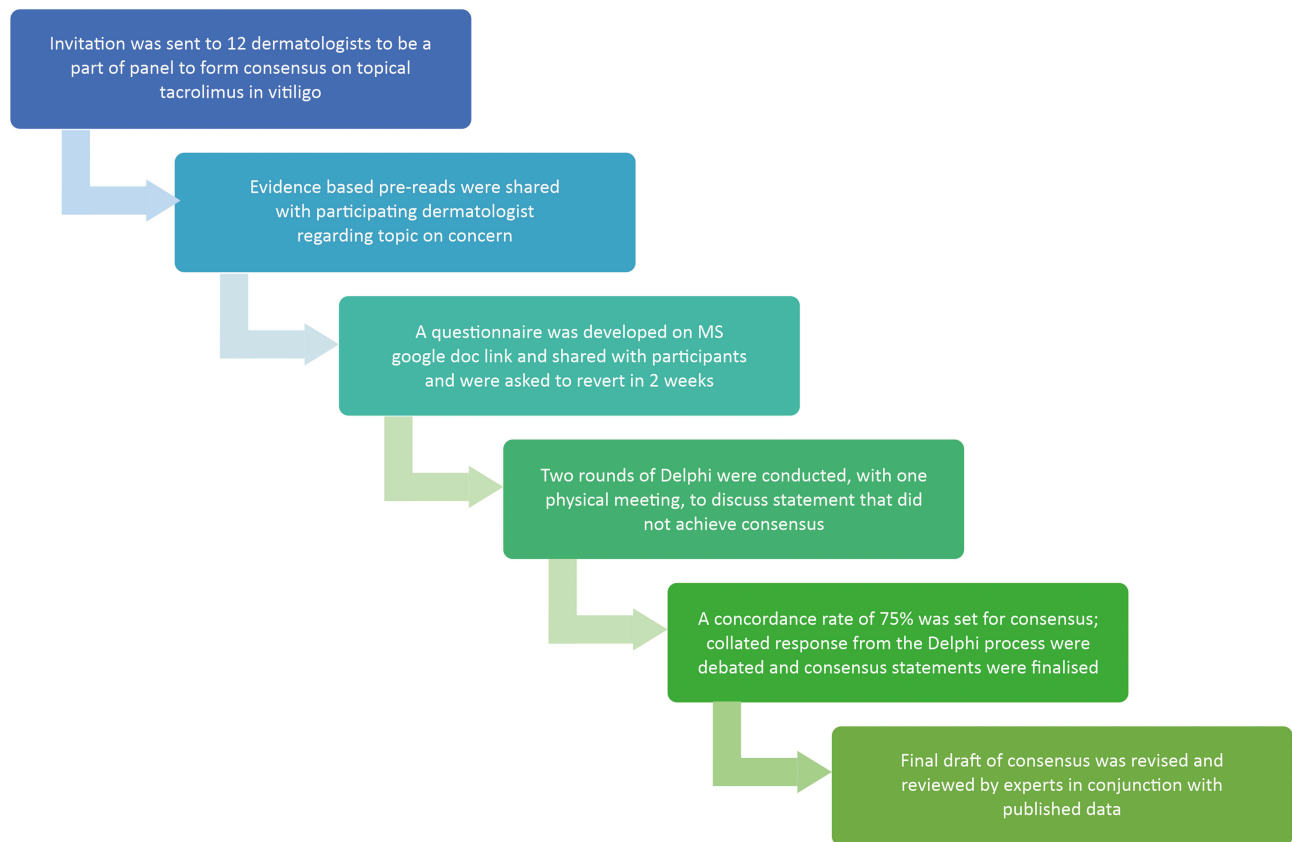 Invitation was sent to 12 dermatologists to be a
part of panel to form consensus on topical
tacrolimus in vitiligo
Evidence based pre-reads were shared
with participating dermatologist
regarding topic on concern
A questionnaire was developed on MS
google doc link and shared with participants
and were asked to revert in 2 weeks
Two rounds of Delphi were conducted, with one
physical meeting, to discuss statement that did
not achieve consensus
A concordance rate of 75% was set for consensus;
collated response from the Delphi process were
debated and consensus statements were finalised
Final draft of consensus was revised and
reviewed by experts in conjunction with
published data